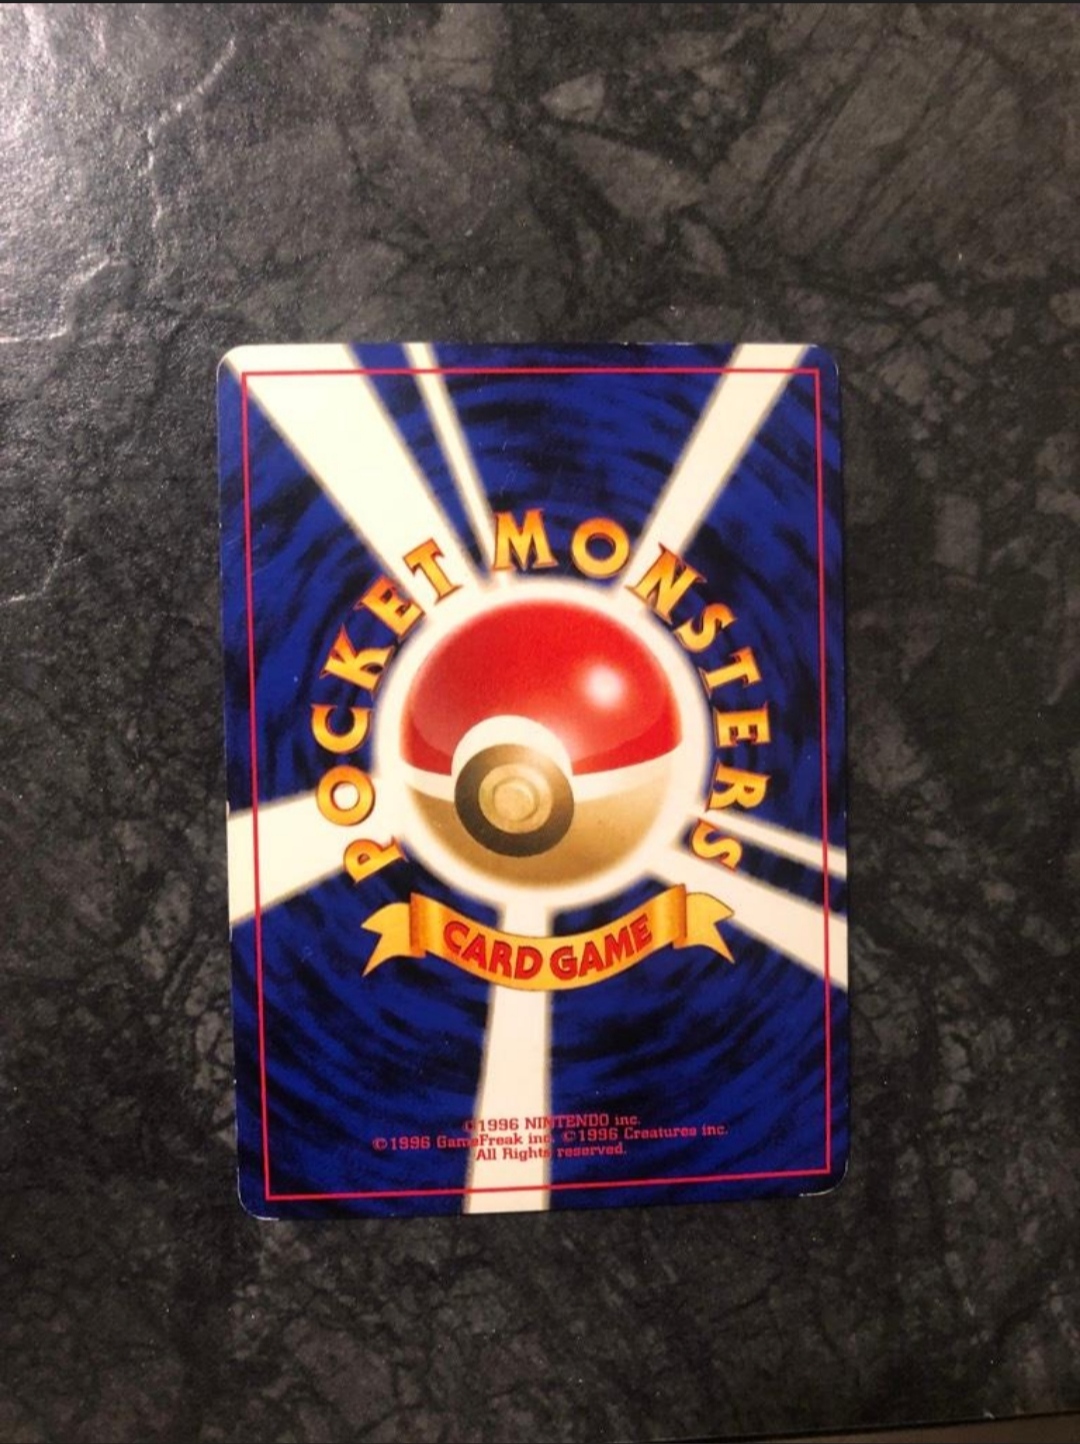 POCKET MONSTERS
CARD GAME
©1996 NINTENDO inc.
©1996 GameFreak inc. ©1996 Creatures inc.
All Rights reserved.